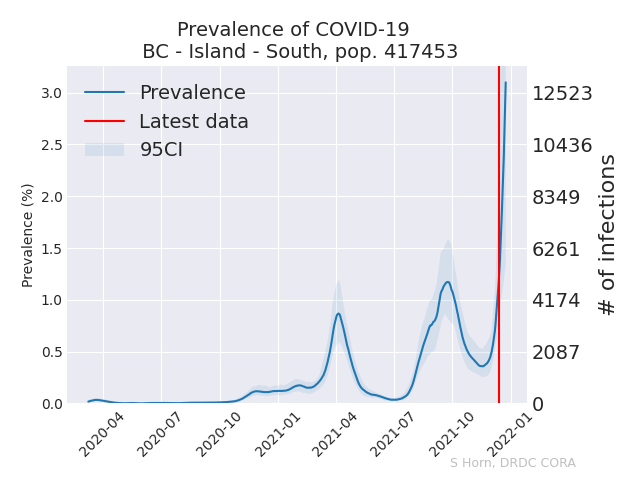 Prevalence of COVID-19
BC - Island - South, pop. 417453
Prevalence
Latest data
95CI
Prevalence (%)
3.0
2.5
2.0
1.5
1.0
0.5
0.0
12523
10436
8349
6261
4174
2087
0
# of infections
2020-04
2020-07
2020-10
2021-01
2021-04
2021-07
2021-10
2022-01
S Horn, DRDC CORA